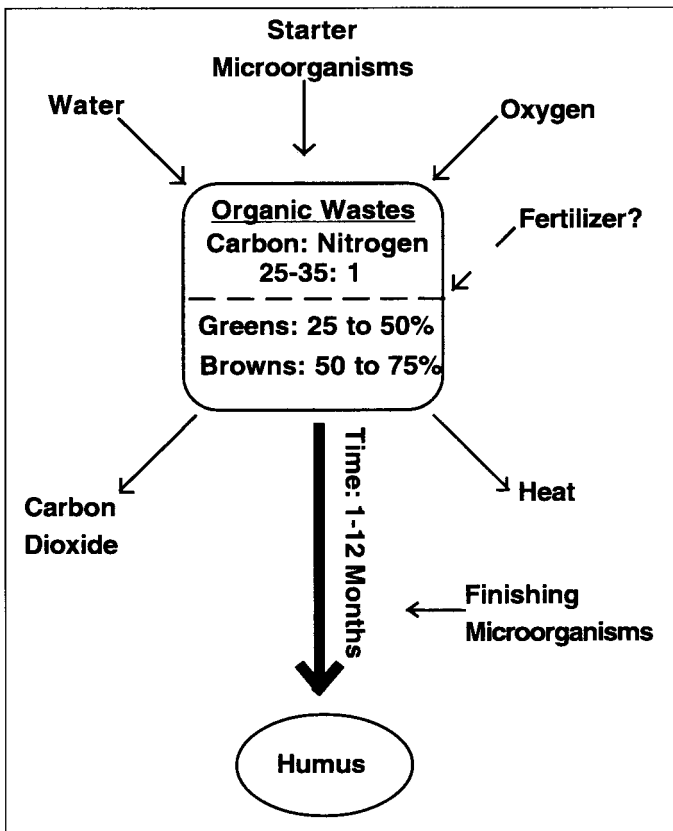 Starter
Microorganisms
Water
Oxygen
Organic Wastes
Carbon: Nitrogen
25-35: 1
Fertilizer?
Greens: 25 to 50%
Browns: 50 to 75%
Time: 1-12 Months
Carbon
Dioxide
Heat
Finishing
Microorganisms
Humus